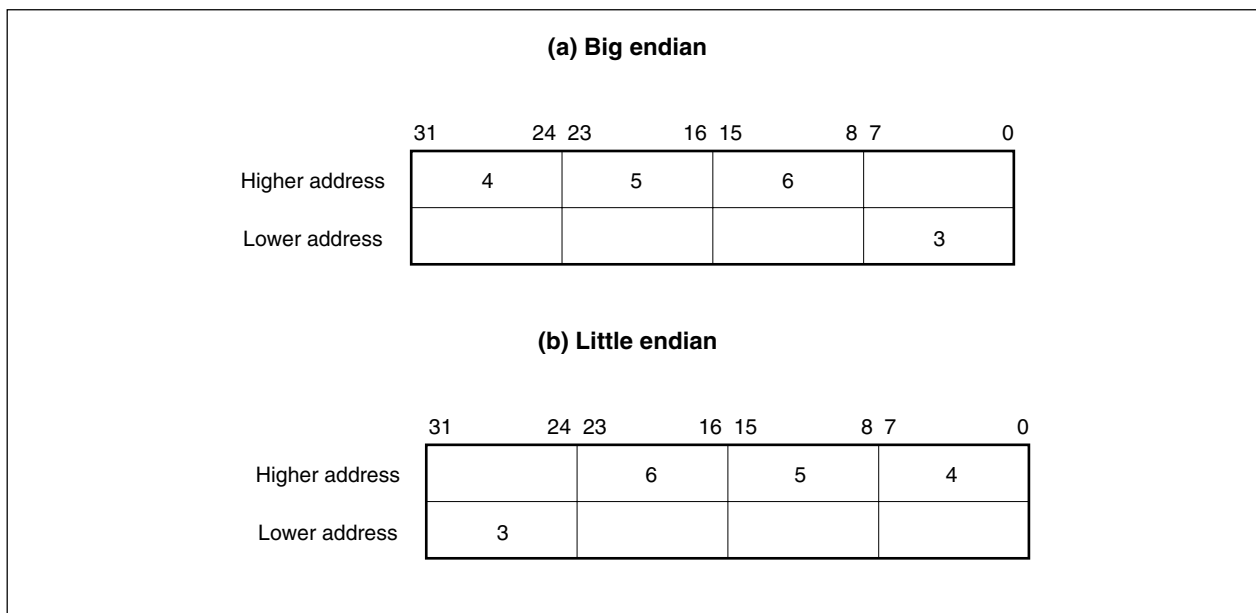 (a) Big endian
31 24 23 16 15 8 7 0
Higher address 4 5 6
Lower address 3
(b) Little endian
31 24 23 16 15 8 7 0
Higher address 6 5 4
Lower address 3